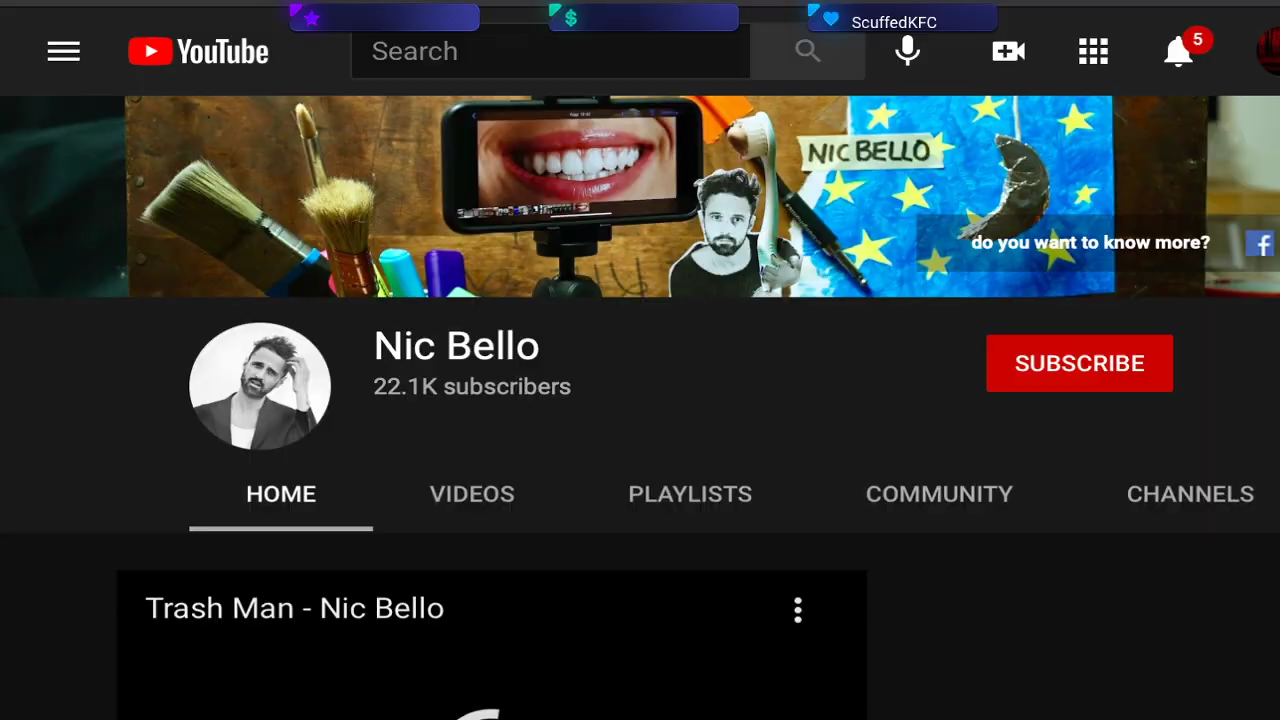 ScuffedKFC
YouTube
Search
5
NIC BELLO
do you want to know more?
Nic Bello
22.1K subscribers
SUBSCRIBE
HOME
VIDEOS
PLAYLISTS
COMMUNITY
CHANNELS
Trash Man - Nic Bello